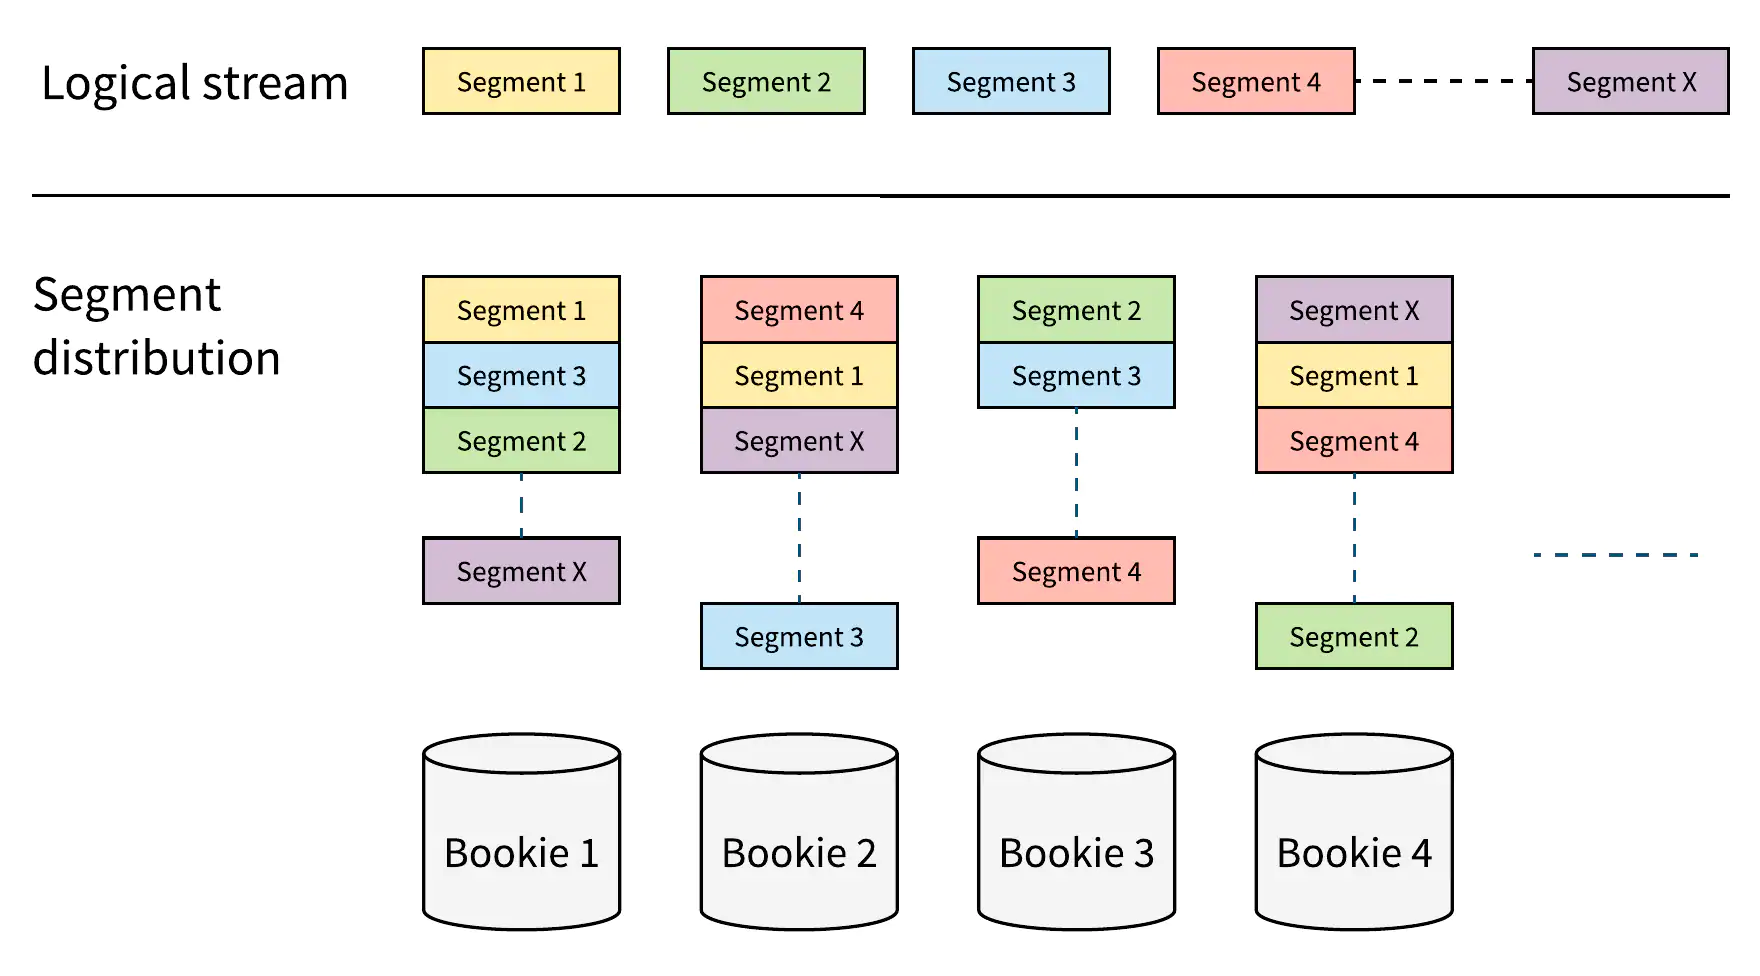 Logical stream
Segment 1
Segment 2
Segment 3
Segment 4
Segment X
Segment
distribution
Segment 1
Segment 3
Segment 2
Segment X
Segment 4
Segment 1
Segment X
Segment 3
Segment 2
Segment 3
Segment 4
Segment X
Segment 1
Segment 4
Segment 2
Bookie 1
Bookie 2
Bookie 3
Bookie 4